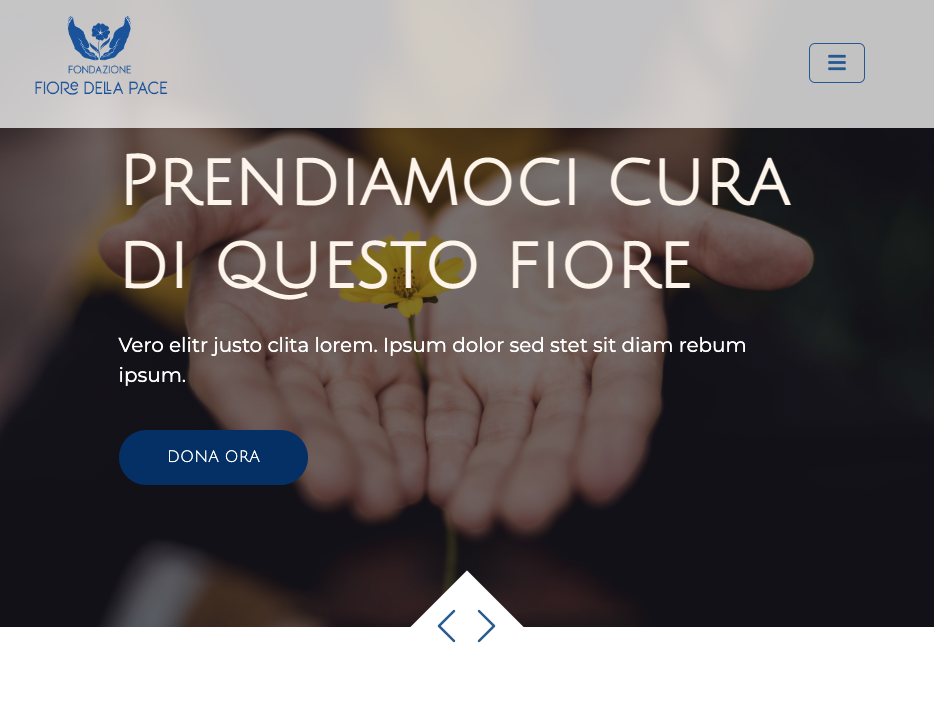 FONDAZIONE
FIORe DELLA PACE
Prendiamoci cura
di questo fiore
Vero elitr justo clita lorem. Ipsum dolor sed stet sit diam rebum
ipsum.
DONA ORA